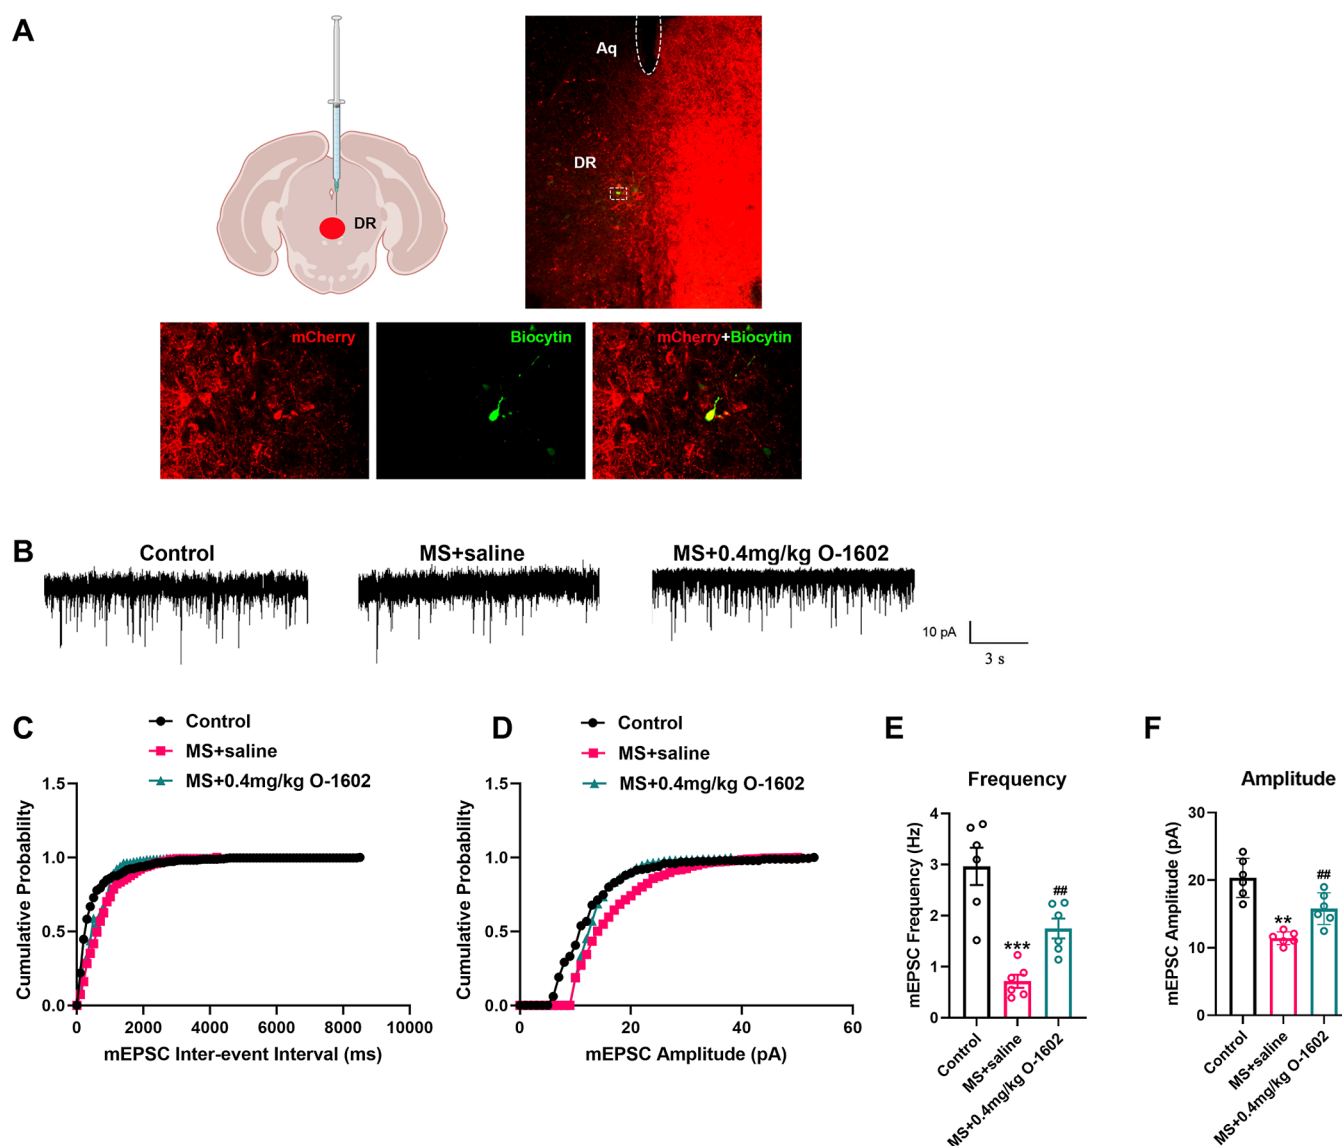 A
DR
Aq
DR
mCherry
Biocytin
mCherry+Biocytin
B
Control
MS+saline
MS+0.4mg/kg O-1602
10 pA
3 s
C
Control
MS+saline
MS+0.4mg/kg O-1602
Cumulative Probablilty
1.5
1.0
0.5
0.0
0
2000
4000
6000
8000
10000
mEPSC Inter-event Interval (ms)
D
Control
MS+saline
MS+0.4mg/kg O-1602
Cumulative Probability
1.5
1.0
0.5
0.0
0
20
40
60
mEPSC Amplitude (pA)
E
Frequency
mEPSC Frequency (Hz)
4
3
2
1
0
***
##
Control
MS+saline
MS+0.4mg/kg O-1602
F
Amplitude
mEPSC Amplitude (pA)
30
20
10
0
**
##
Control
MS+saline
MS+0.4mg/kg O-1602